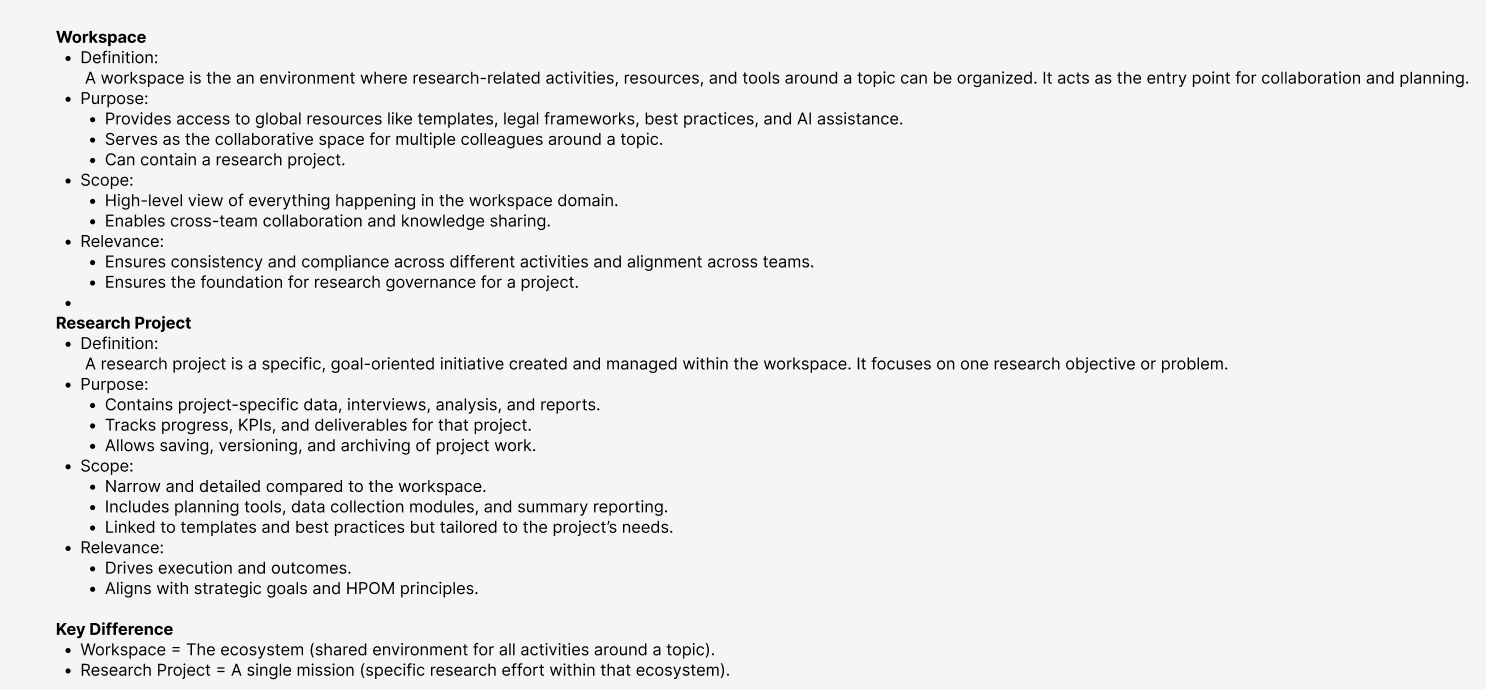 Workspace
• Definition:
A workspace is the an environment where research-related activities, resources, and tools around a topic can be organized. It acts as the entry point for collaboration and planning.
• Purpose:
• Provides access to global resources like templates, legal frameworks, best practices, and AI assistance.
• Serves as the collaborative space for multiple colleagues around a topic.
• Can contain a research project.
• Scope:
• High-level view of everything happening in the workspace domain.
• Enables cross-team collaboration and knowledge sharing.
• Relevance:
• Ensures consistency and compliance across different activities and alignment across teams.
• Ensures the foundation for research governance for a project.
•
Research Project
• Definition:
A research project is a specific, goal-oriented initiative created and managed within the workspace. It focuses on one research objective or problem.
• Purpose:
• Contains project-specific data, interviews, analysis, and reports.
• Tracks progress, KPIs, and deliverables for that project.
• Allows saving, versioning, and archiving of project work.
• Scope:
• Narrow and detailed compared to the workspace.
• Includes planning tools, data collection modules, and summary reporting.
• Linked to templates and best practices but tailored to the project’s needs.
• Relevance:
• Drives execution and outcomes.
• Aligns with strategic goals and HPOM principles.
Key Difference
• Workspace = The ecosystem (shared environment for all activities around a topic).
• Research Project = A single mission (specific research effort within that ecosystem).